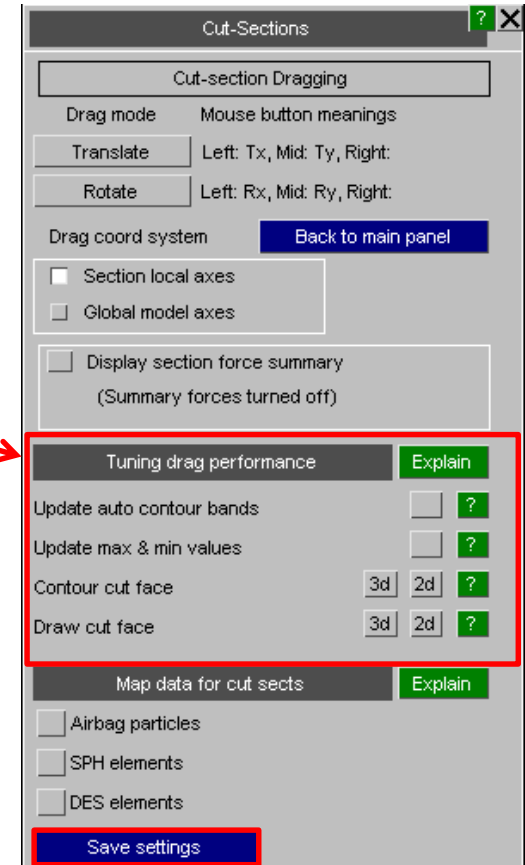 Cut-Sections ? X
Cut-section Dragging
Drag mode Mouse button meanings
Translate Left: Tx, Mid: Ty, Right:
Rotate Left: Rx, Mid: Ry, Right:
Drag coord system Back to main panel
Section local axes
Global model axes
Display section force summary
(Summary forces turned off)
Tuning drag performance Explain
Update auto contour bands ?
Update max & min values ?
Contour cut face 3d 2d ?
Draw cut face 3d 2d ?
Map data for cut sects Explain
Airbag particles
SPH elements
DES elements
Save settings